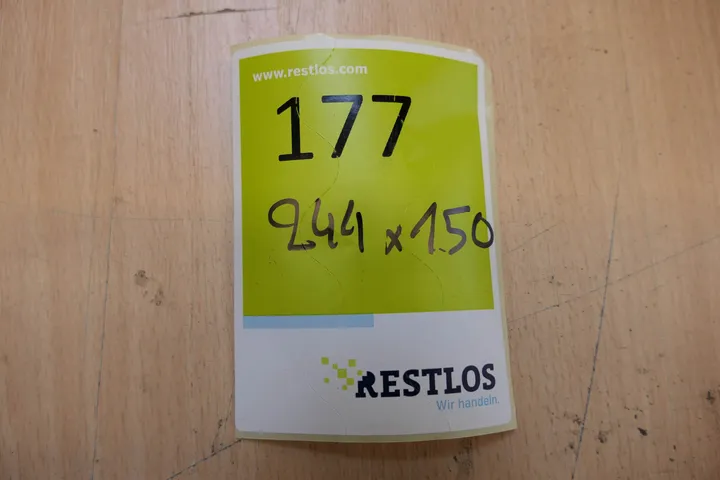 www.restlos.com
177
244 x 150
RESTLOS
Wir handeln.